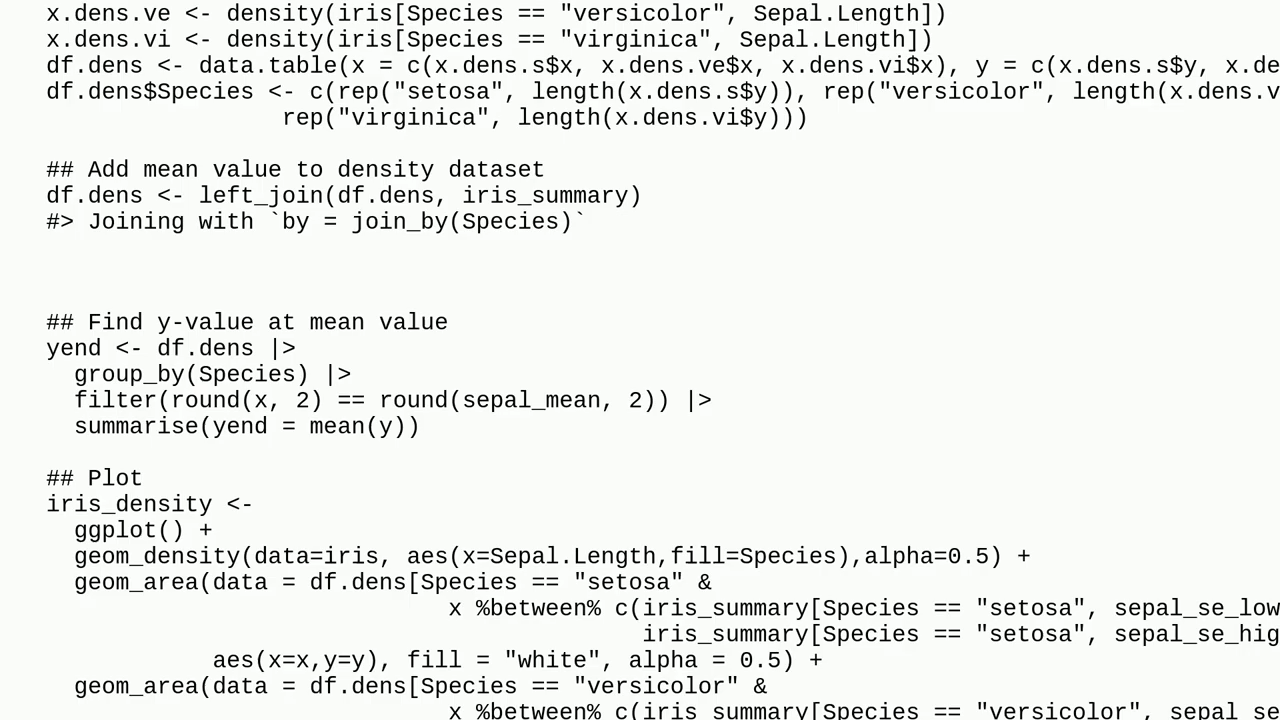 x.dens.ve <- density(iris[Species == "versicolor", Sepal.Length])
x.dens.vi <- density(iris[Species == "virginica", Sepal.Length])
df.dens <- data.table(x = c(x.dens.s$x, x.dens.ve$x, x.dens.vi$x), y = c(x.dens.s$y, x.de
df.dens$Species <- c(rep("setosa", length(x.dens.s$y)), rep("versicolor", length(x.dens.v
rep("virginica", length(x.dens.vi$y)))
## Add mean value to density dataset
df.dens <- left_join(df.dens, iris_summary)
#> Joining with `by = join_by(Species)`
## Find y-value at mean value
yend <- df.dens |>
group_by(Species) |>
filter(round(x, 2) == round(sepal_mean, 2)) |>
summarise(yend = mean(y))
## Plot
iris_density <-
ggplot() +
geom_density(data=iris, aes(x=Sepal.Length,fill=Species),alpha=0.5) +
geom_area(data = df.dens[Species == "setosa" &
x %between% c(iris_summary[Species == "setosa", sepal_se_low
iris_summary[Species == "setosa", sepal_se_hig
aes(x=x,y=y), fill = "white", alpha = 0.5) +
geom_area(data = df.dens[Species == "versicolor" &
x %between% c(iris_summary[Species == "versicolor", sepal_se